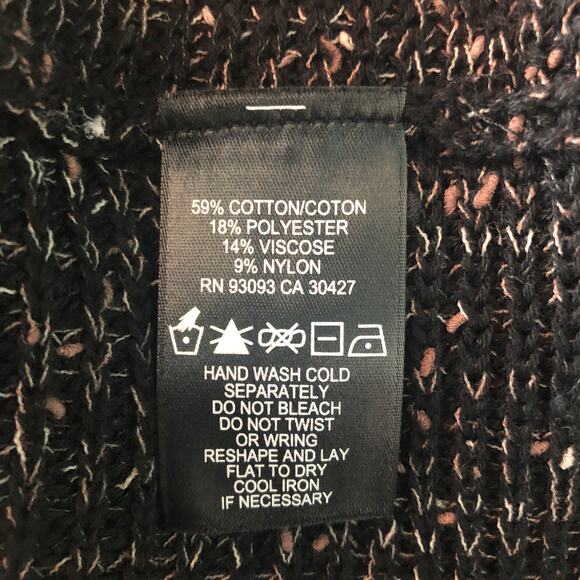 59% COTTON/COTON
18% POLYESTER
14% VISCOSE
9% NYLON
RN 93093 CA 30427
HAND WASH COLD
SEPARATELY
DO NOT BLEACH
DO NOT TWIST
OR WRING
RESHAPE AND LAY
FLAT TO DRY
COOL IRON
IF NECESSARY